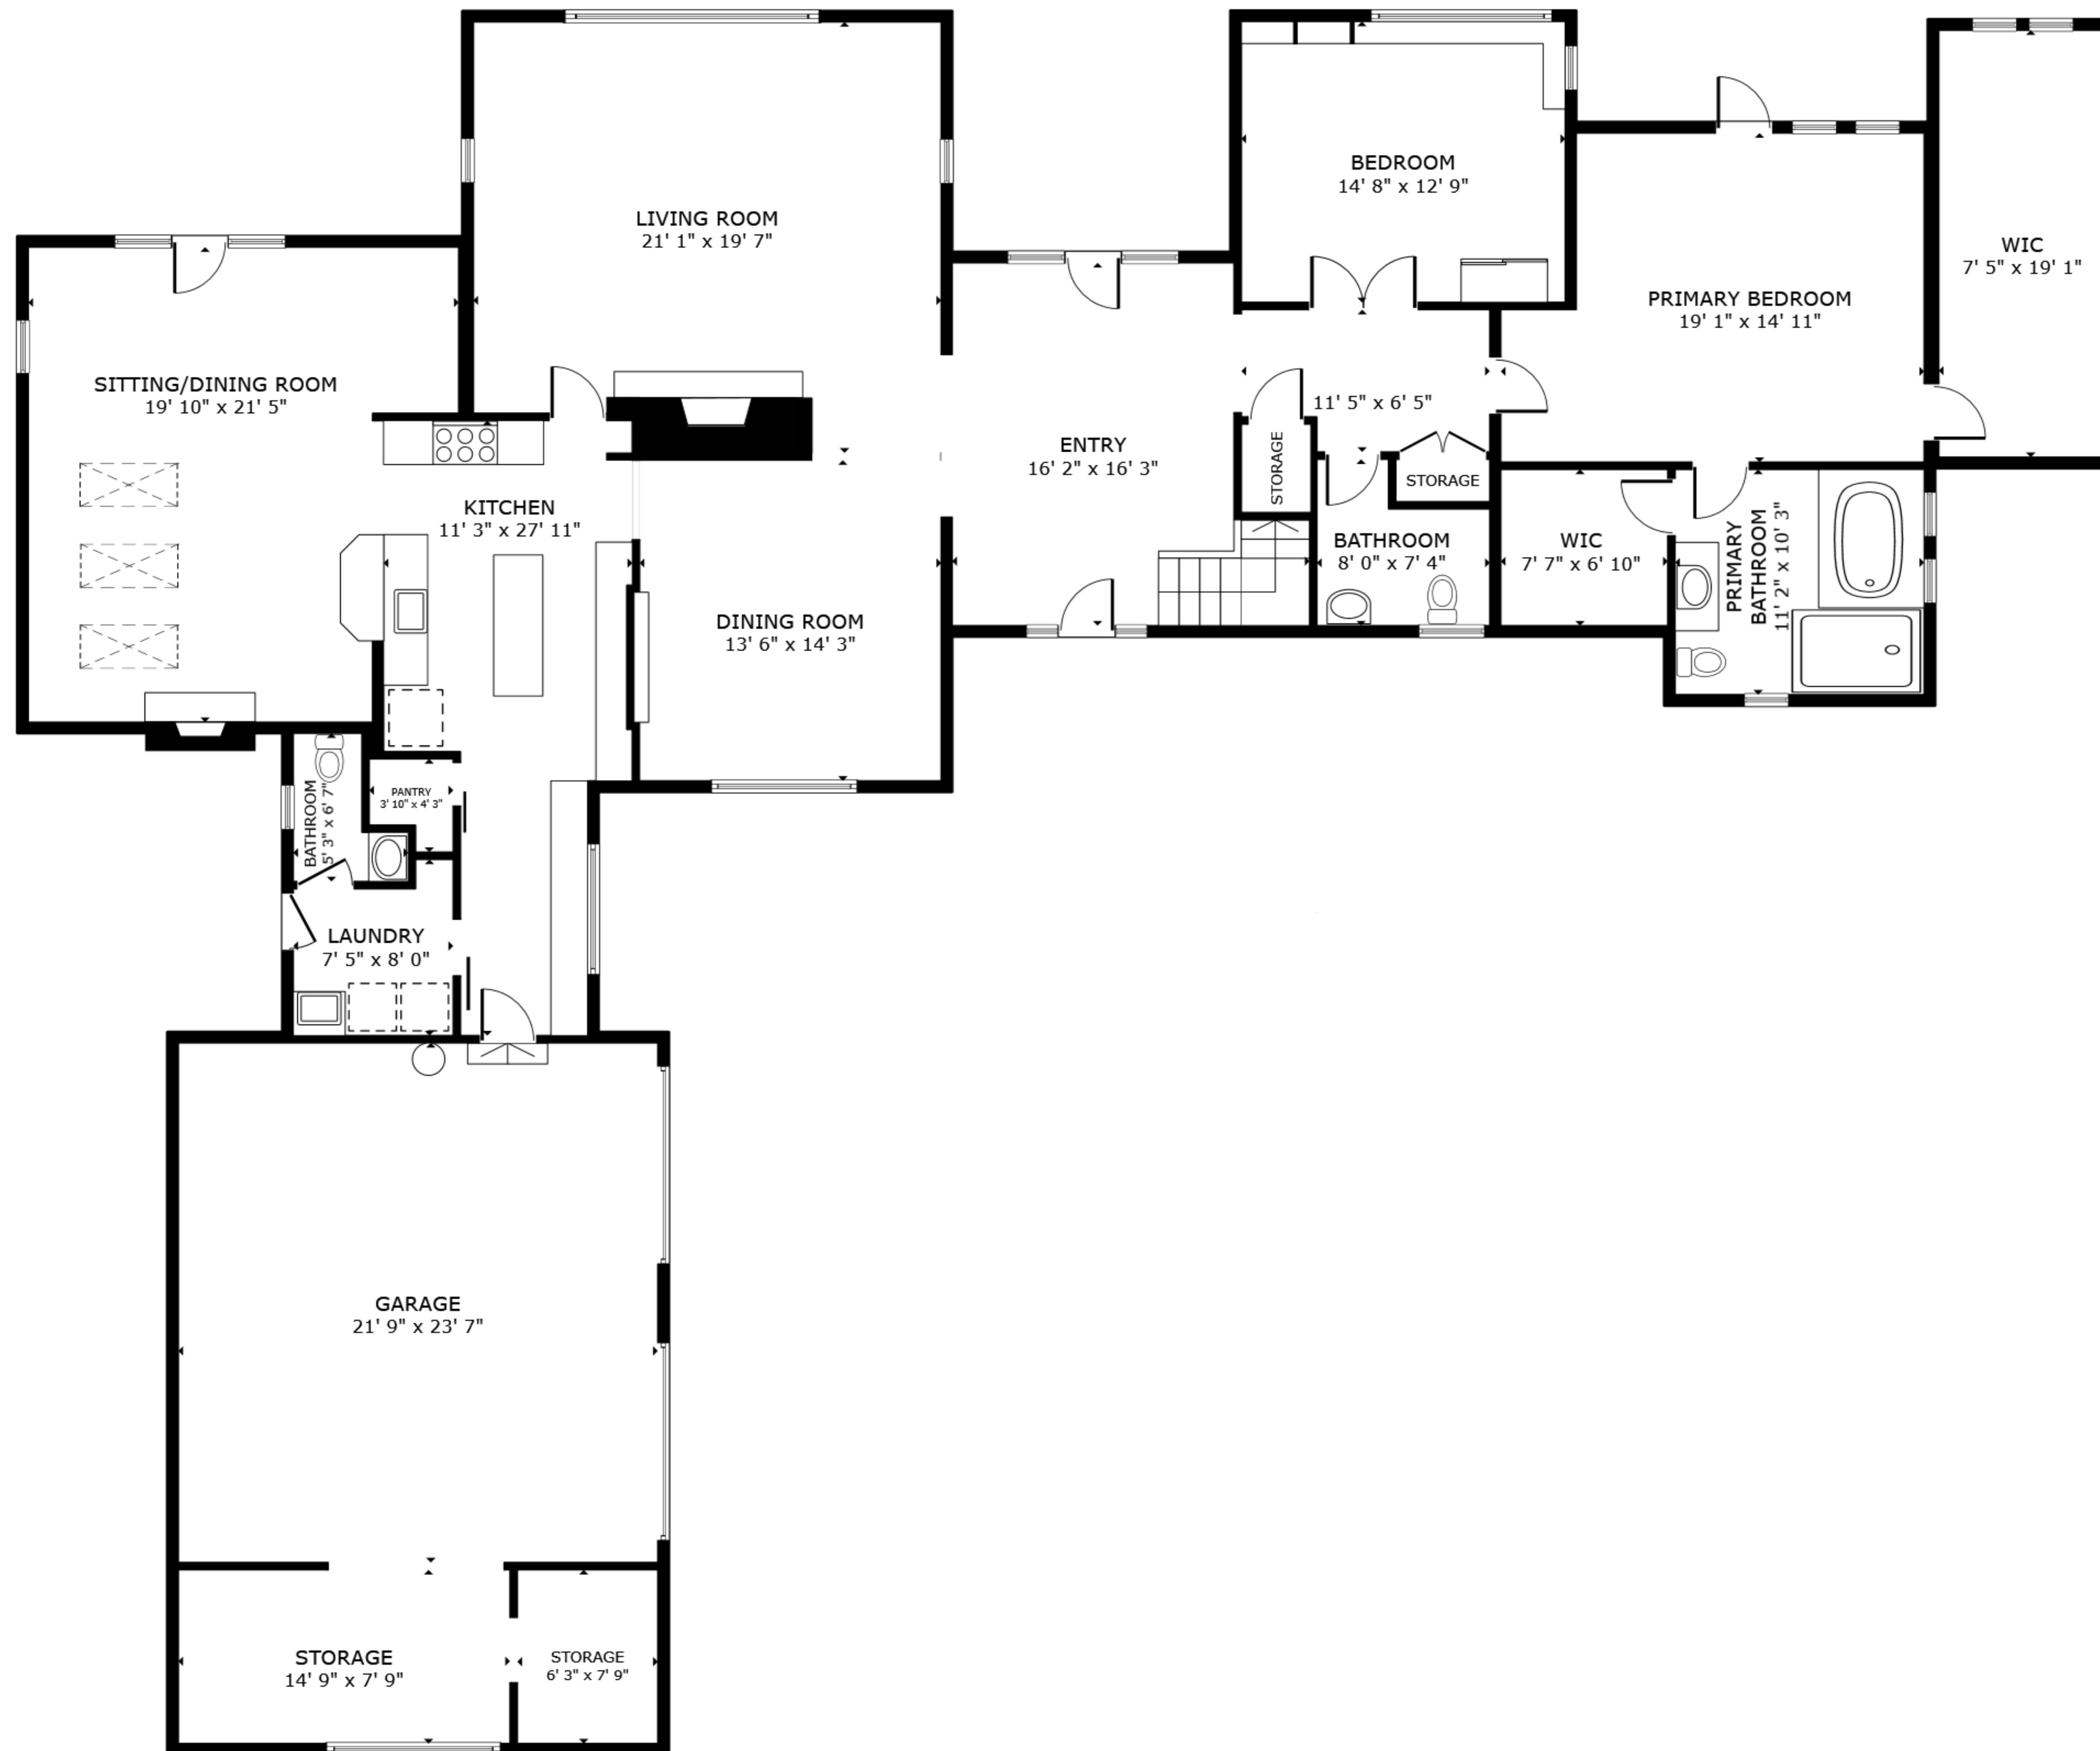 LIVING ROOM
21' 1" x 19' 7"
BEDROOM
14' 8" x 12' 9"
WIC
7' 5" x 19' 1"
PRIMARY BEDROOM
19' 1" x 14' 11"
SITTING/DINING ROOM
19' 10" x 21' 5"
11' 5" x 6' 5"
ENTRY
16' 2" x 16' 3"
STORAGE
STORAGE
KITCHEN
11' 3" x 27' 11"
BATHROOM
8' 0" x 7' 4"
WIC
7' 7" x 6' 10"
PRIMARY
BATHROOM
11' 2" x 10' 3"
DINING ROOM
13' 6" x 14' 3"
PANTRY
3' 10" x 4' 3"
BATHROOM
5' 3" x 6' 7"
LAUNDRY
7' 5" x 8' 0"
GARAGE
21' 9" x 23' 7"
STORAGE
14' 9" x 7' 9"
STORAGE
6' 3" x 7' 9"